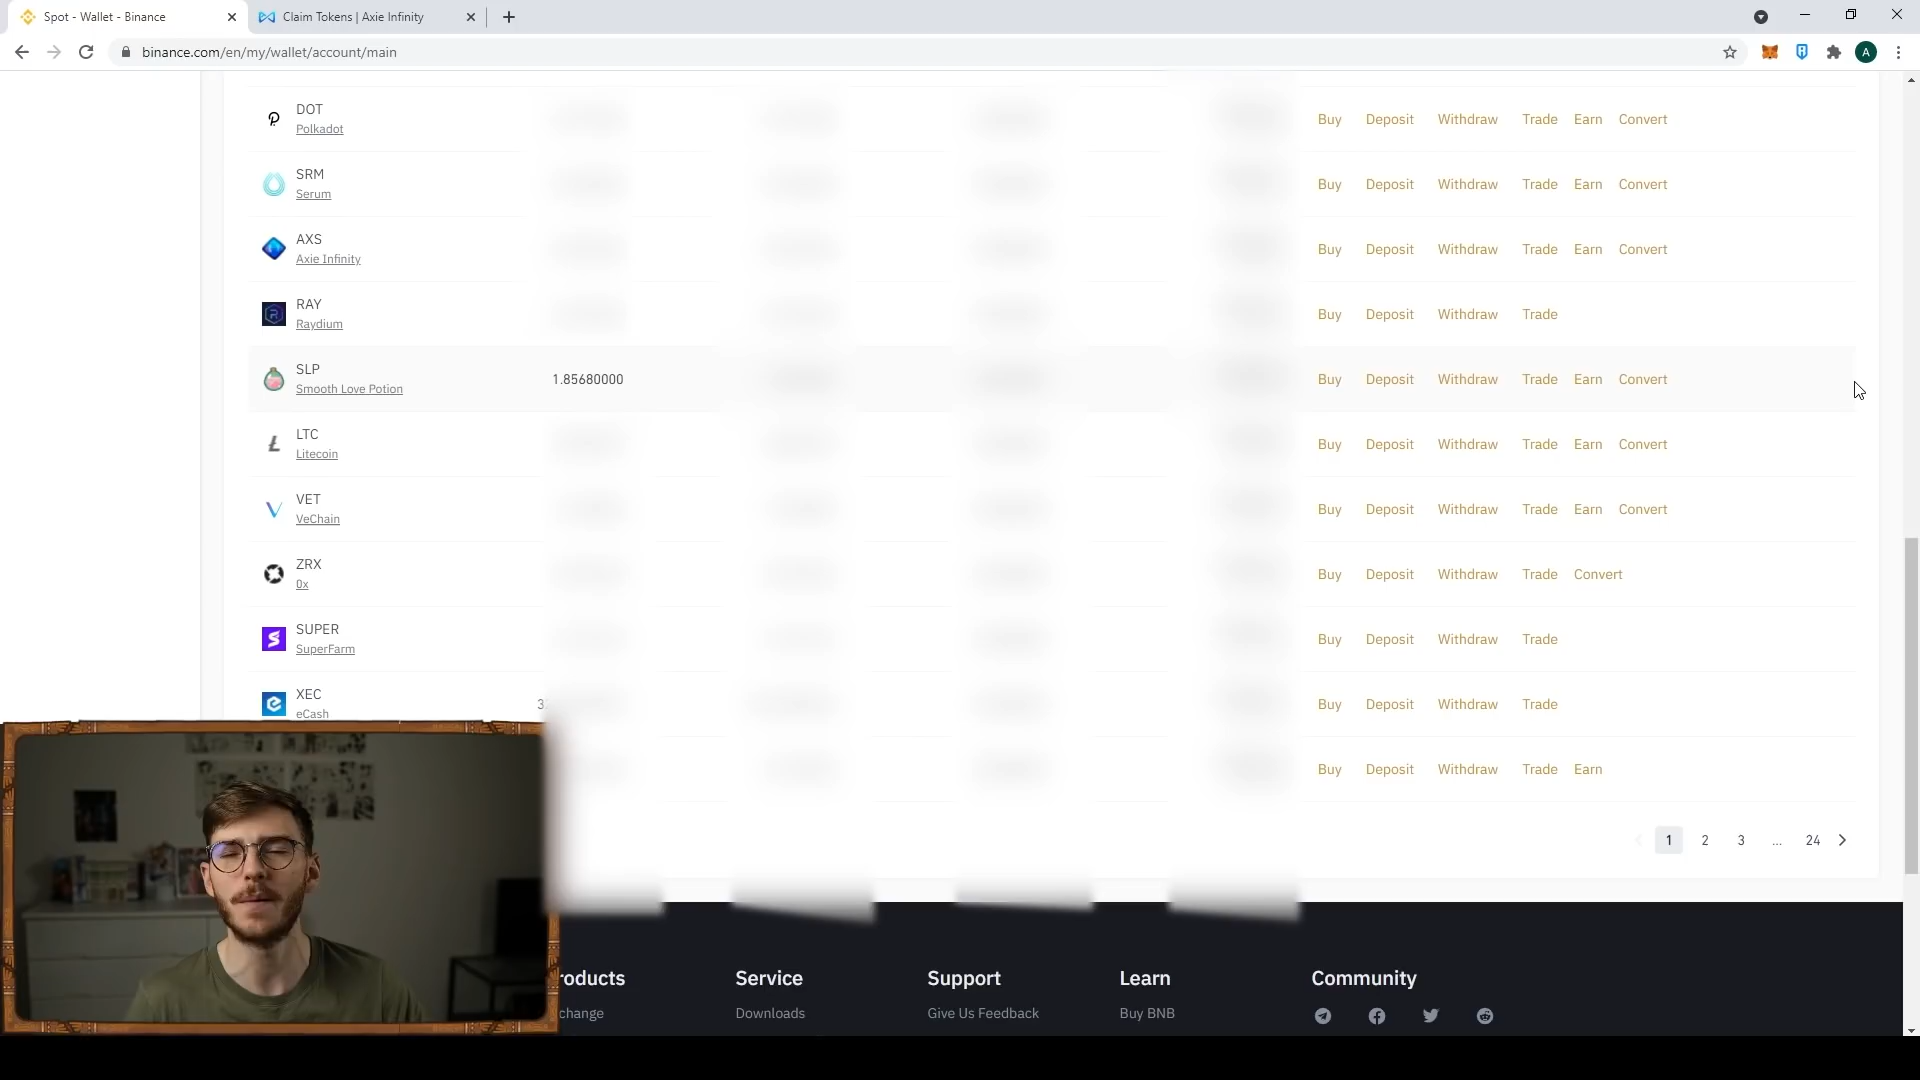 Spot - Wallet - Binance
Claim Tokens | Axie Infinity
binance.com/en/my/wallet/account/main
A
DOT
Polkadot
Buy Deposit Withdraw Trade Earn Convert
SRM
Serum
Buy Deposit Withdraw Trade Earn Convert
AXS
Axie Infinity
Buy Deposit Withdraw Trade Earn Convert
RAY
Raydium
Buy Deposit Withdraw Trade
SLP
Smooth Love Potion
1.85680000
Buy Deposit Withdraw Trade Earn Convert
LTC
Litecoin
Buy Deposit Withdraw Trade Earn Convert
VET
VeChain
Buy Deposit Withdraw Trade Earn Convert
ZRX
0x
Buy Deposit Withdraw Trade Convert
SUPER
SuperFarm
Buy Deposit Withdraw Trade
XEC
eCash
3
Buy Deposit Withdraw Trade
Buy Deposit Withdraw Trade Earn
1 2 3 ... 24
roducts Service Support Learn Community
change Downloads Give Us Feedback Buy BNB